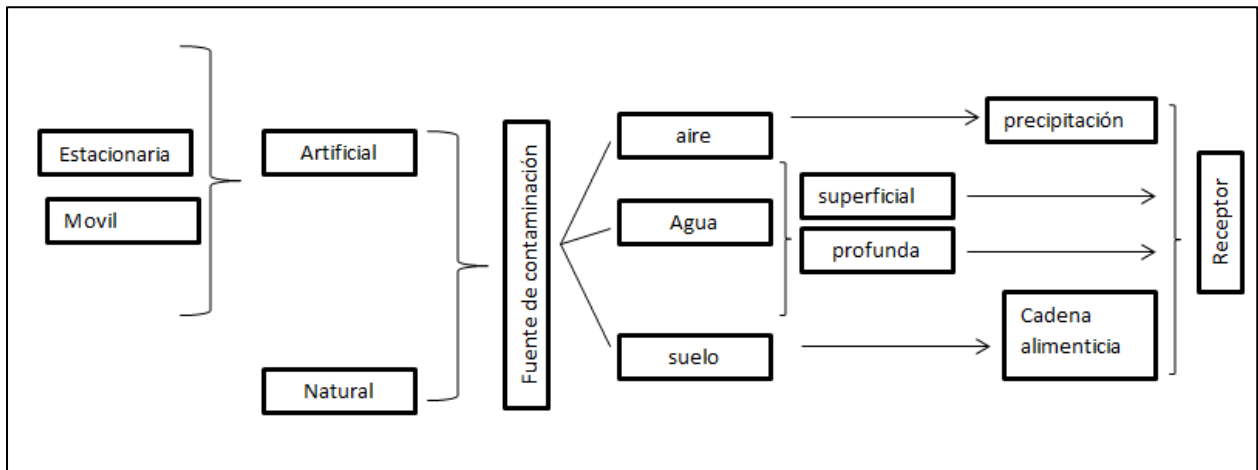 Estacionaria
Movil
Artificial
Natural
Fuente de contaminación
aire
Agua
suelo
superficial
profunda
precipitación
Cadena
alimenticia
Receptor